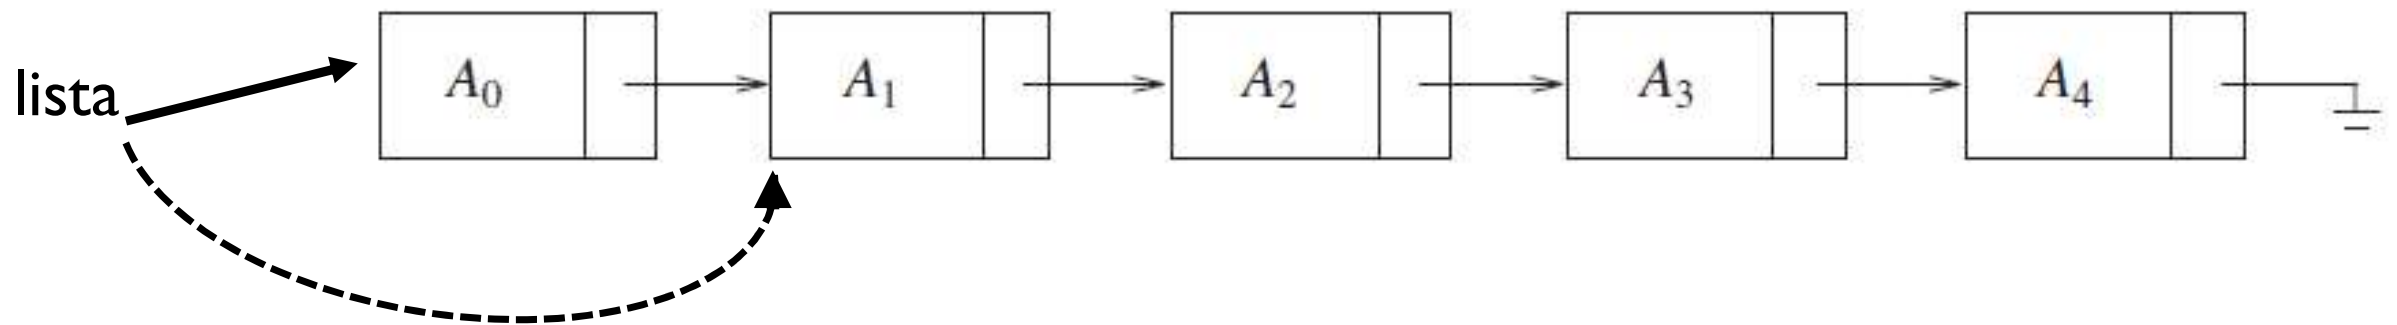 lista A₀ A₁ A₂ A₃ A₄